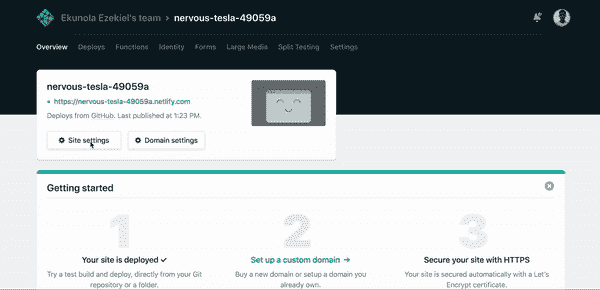 Ekunola Ezekiel's team > nervous-tesla-49059a
Overview Deploys Functions Identity Forms Large Media Split Testing Settings
nervous-tesla-49059a
https://nervous-tesla-49059a.netlify.com
Deploys from GitHub. Last published at 1:23 PM.
Site settings Domain settings
Getting started
1 2 3
Your site is deployed ✓ Set up a custom domain → Secure your site with HTTPS
Try a test build and deploy, directly from your Git Buy a new domain or setup a domain you Your site is secured automatically with a Let's
repository or a folder. already own. Encrypt certificate.